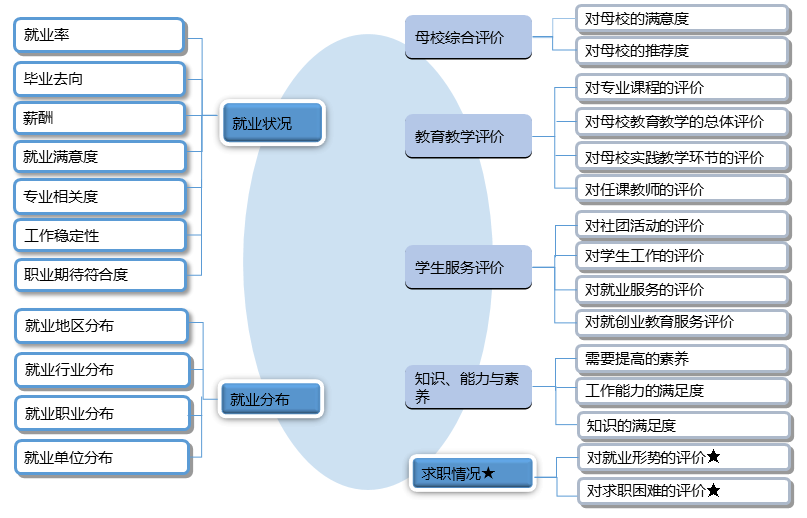 就业率
毕业去向
薪酬
就业满意度
专业相关度
工作稳定性
职业期待符合度
就业状况
就业地区分布
就业行业分布
就业职业分布
就业单位分布
就业分布
母校综合评价
对母校的满意度
对母校的推荐度
教育教学评价
对专业课程的评价
对母校教育教学的总体评价
对母校实践教学环节的评价
对任课教师的评价
学生服务评价
对社团活动的评价
对学生工作的评价
对就业服务的评价
对就创业教育服务评价
知识、能力与素
养
需要提高的素养
工作能力的满足度
知识的满足度
求职情况★
对就业形势的评价★
对求职困难的评价★